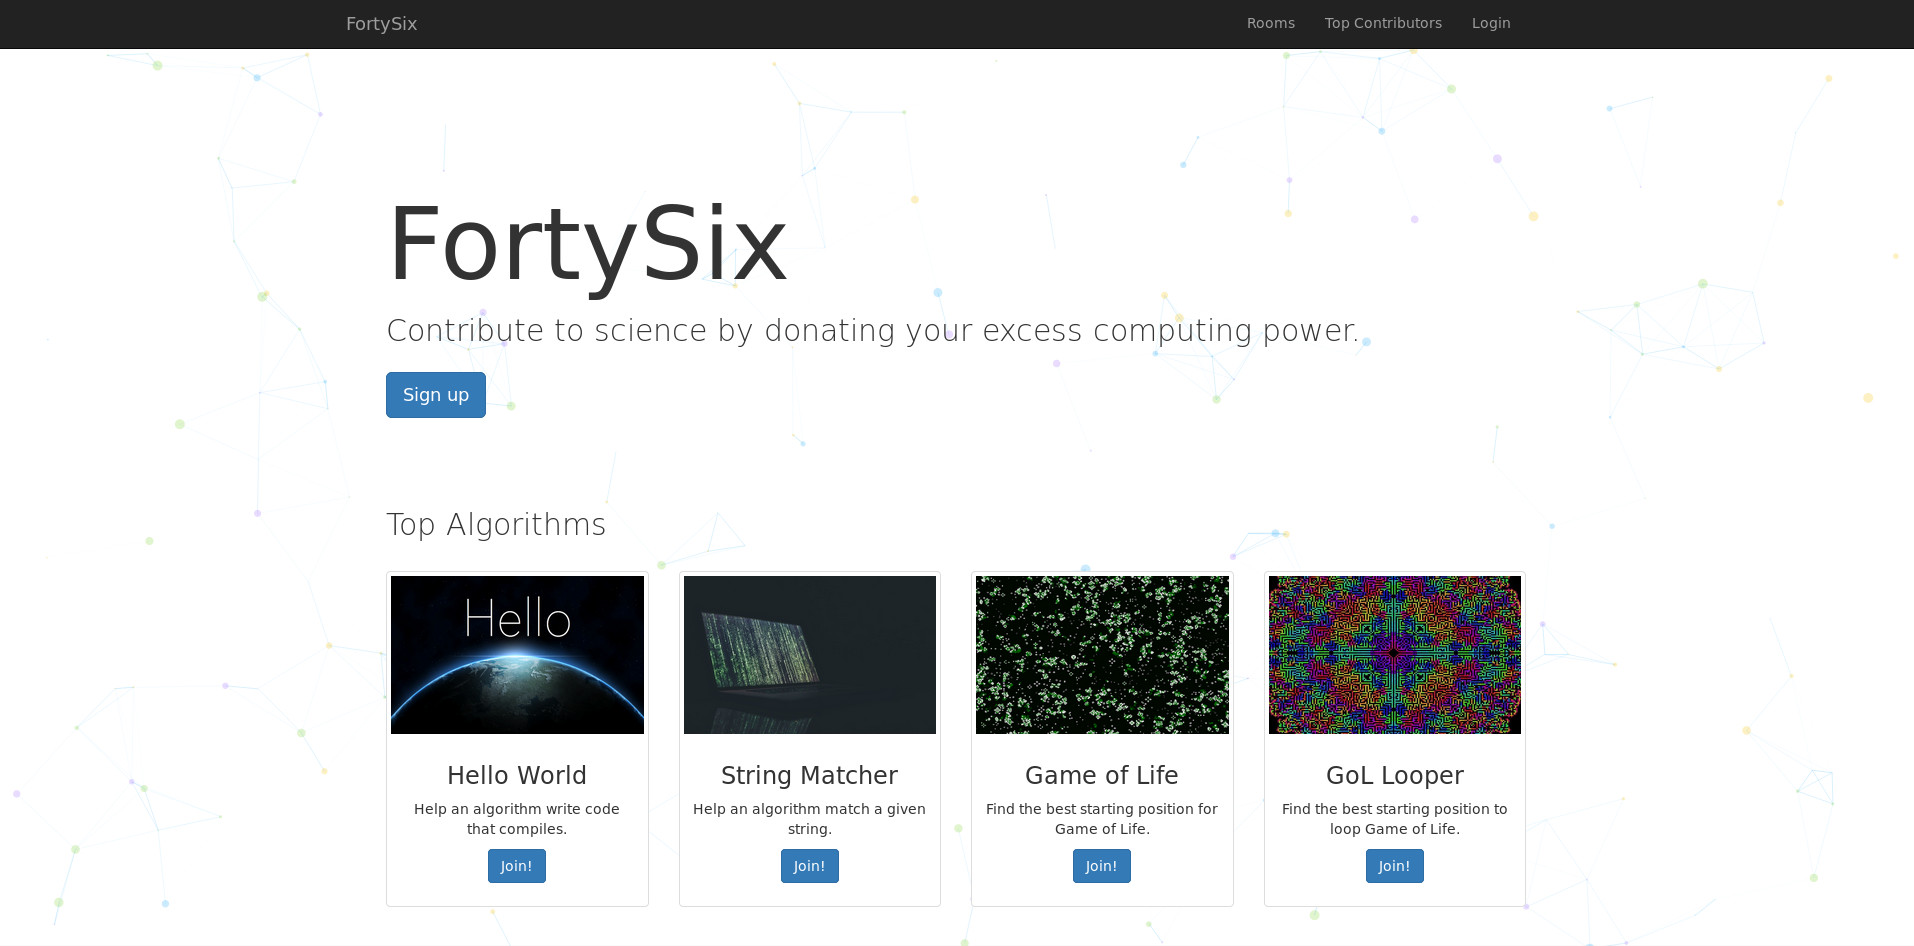 FortySix
Rooms
Top Contributors
Login
FortySix
Contribute to science by donating your excess computing power.
Sign up
Top Algorithms
Hello
Hello World
Help an algorithm write code
that compiles.
Join!
String Matcher
Help an algorithm match a given
string.
Join!
Game of Life
Find the best starting position for
Game of Life.
Join!
GoL Looper
Find the best starting position to
loop Game of Life.
Join!